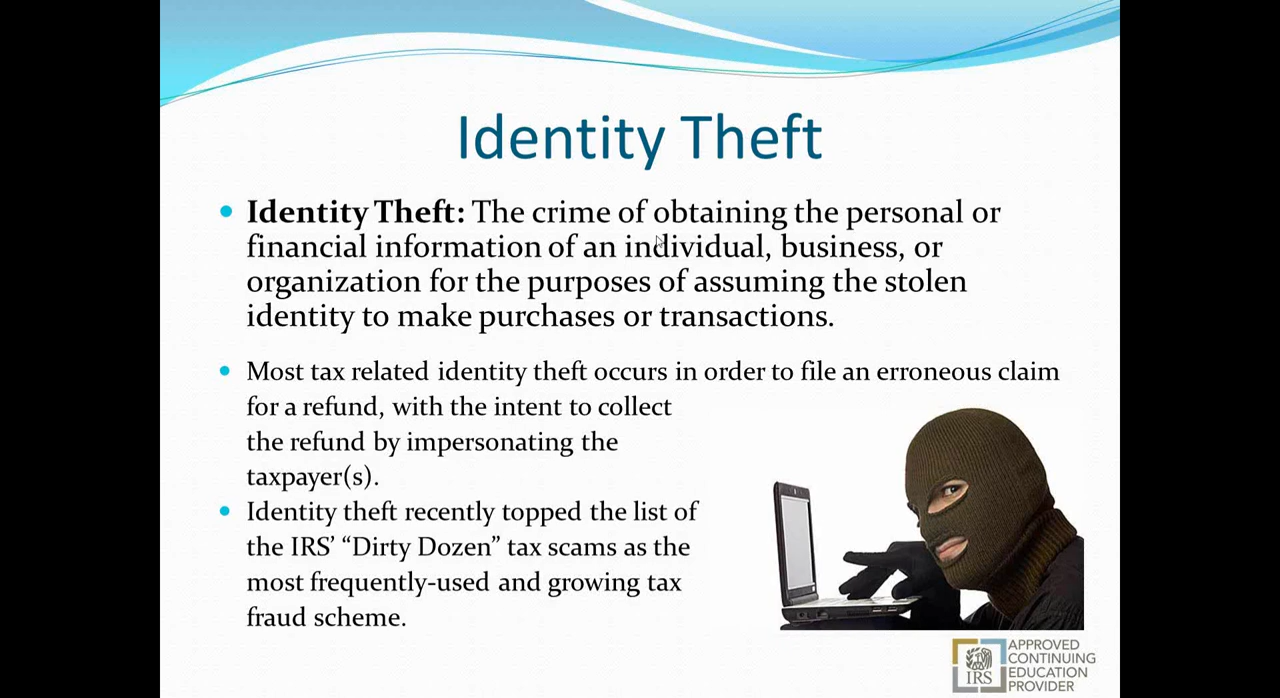 Identity Theft
Identity Theft: The crime of obtaining the personal or
financial information of an individual, business, or
organization for the purposes of assuming the stolen
identity to make purchases or transactions.
Most tax related identity theft occurs in order to file an erroneous claim
for a refund, with the intent to collect
the refund by impersonating the
taxpayer(s).
Identity theft recently topped the list of
the IRS’ “Dirty Dozen” tax scams as the
most frequently-used and growing tax
fraud scheme.
IRS
APPROVED
CONTINUING
EDUCATION
PROVIDER